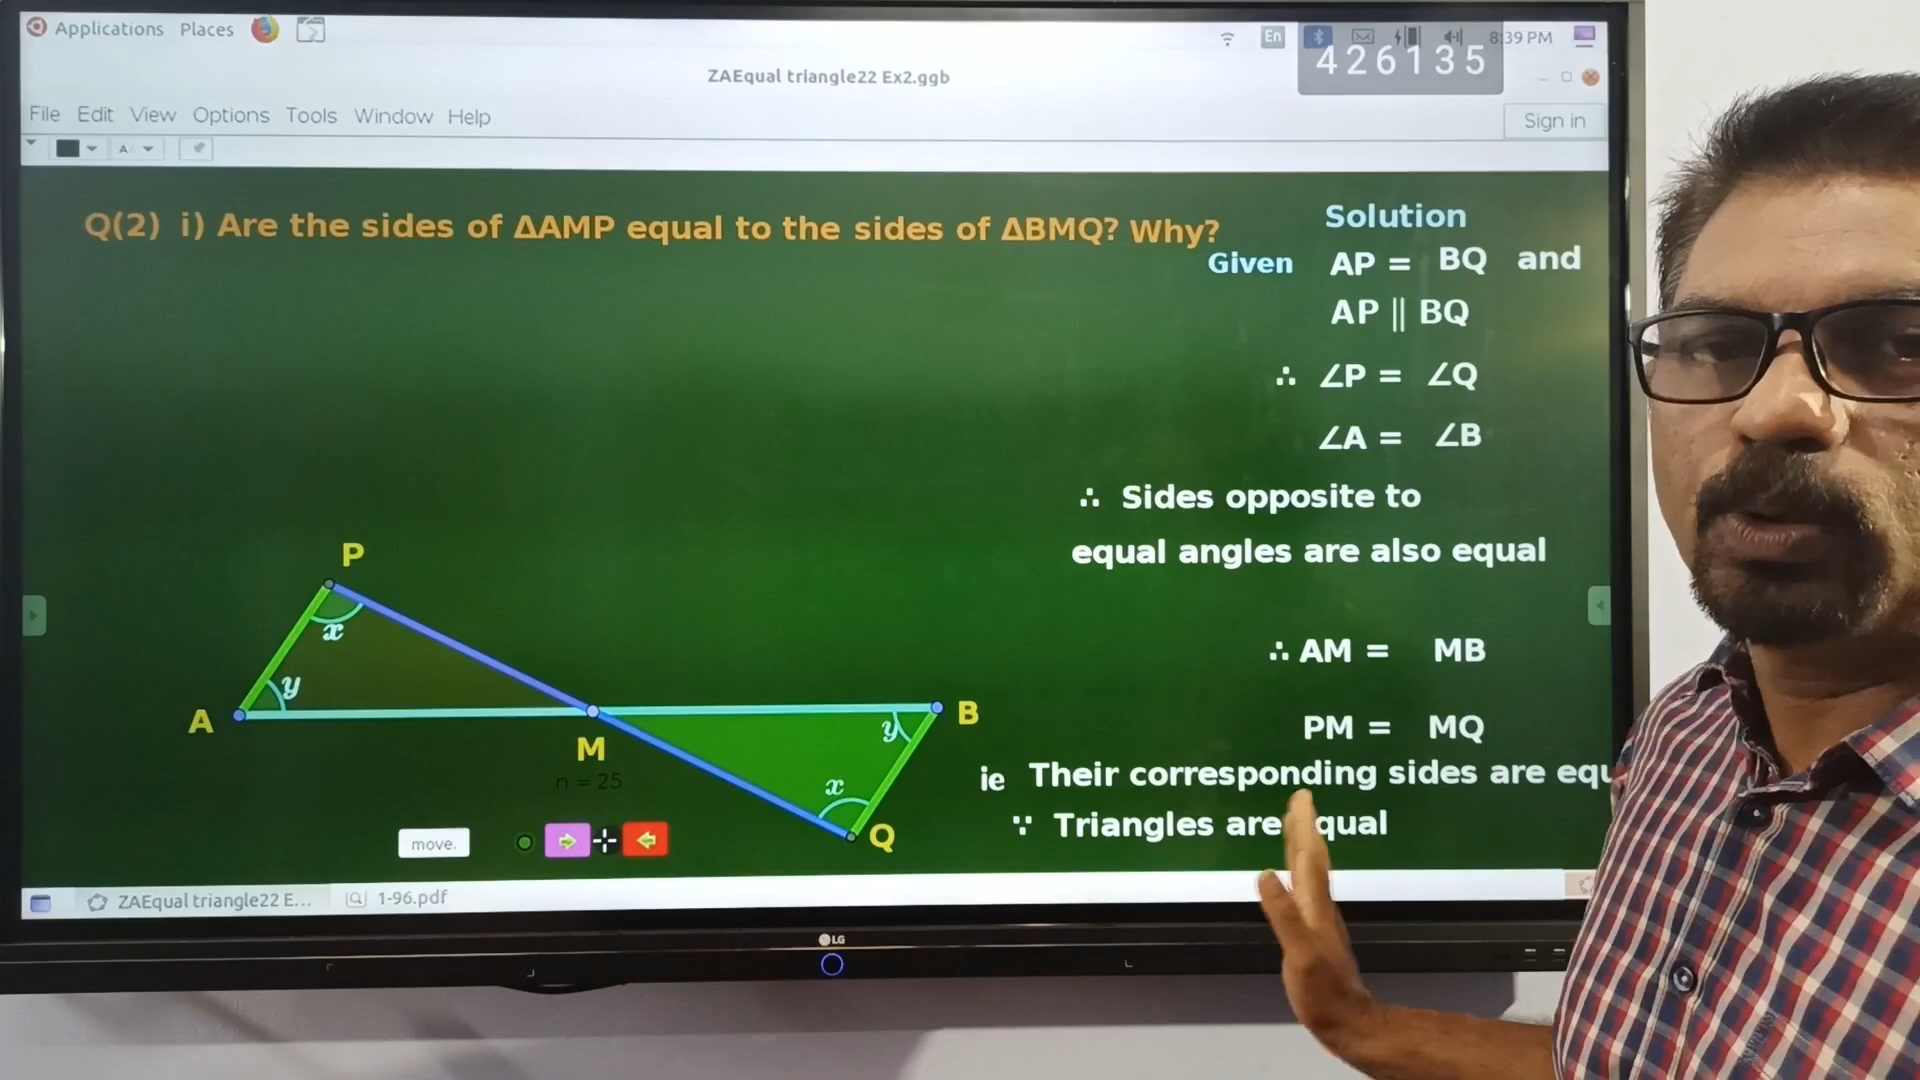 Applications Places
En
8:39 PM
426135
ZAEqual triangle22 Ex2.ggb
File Edit View Options Tools Window Help
Sign in
Q(2) i) Are the sides of ΔAMP equal to the sides of ΔBMQ? Why?
Solution
Given AP = BQ and
AP || BQ
∴ ∠P = ∠Q
∠A = ∠B
∴ Sides opposite to
equal angles are also equal
∴ AM = MB
PM = MQ
ie Their corresponding sides are equ
∵ Triangles are equal
P
x
y
A
M
B
y
x
Q
n = 25
move.
ZAEqual triangle22 E...
1-96.pdf
LG